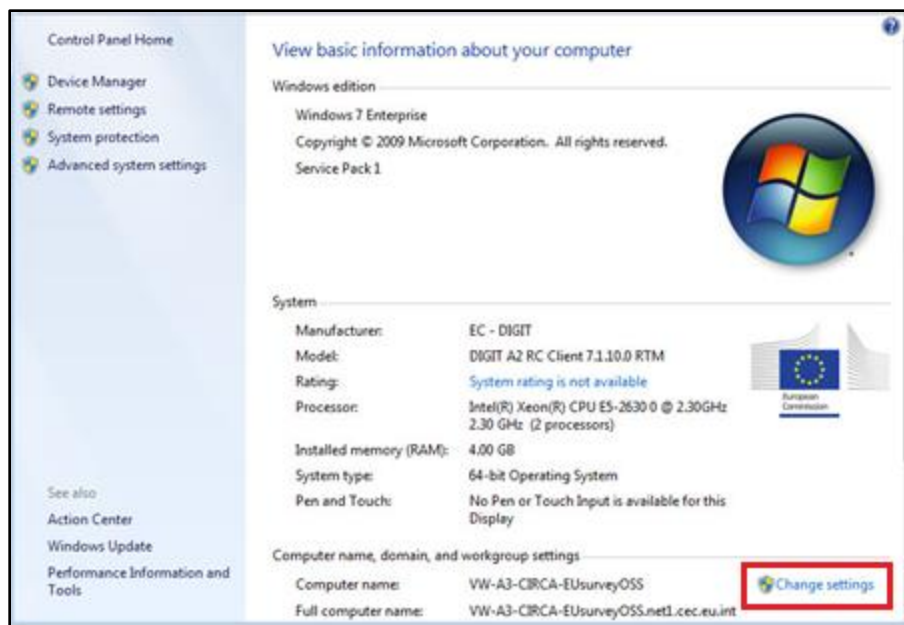 Control Panel Home
Device Manager
Remote settings
System protection
Advanced system settings
See also
Action Center
Windows Update
Performance Information and
Tools
View basic information about your computer
Windows edition
Windows 7 Enterprise
Copyright © 2009 Microsoft Corporation. All rights reserved.
Service Pack 1
System
Manufacturer: EC - DIGIT
Model: DIGIT A2 RC Client 7.1.10.0 RTM
Rating: System rating is not available
Processor: Intel(R) Xeon(R) CPU E5-2630 0 @ 2.30GHz
2.30 GHz (2 processors)
Installed memory (RAM): 4.00 GB
System type: 64-bit Operating System
Pen and Touch: No Pen or Touch Input is available for this
Display
European
Commission
Computer name, domain, and workgroup settings
Computer name: VW-A3-CIRCA-EUsurveyOSS
Change settings
Full computer name: VW-A3-CIRCA-EUsurveyOSS.net1.cec.eu.int